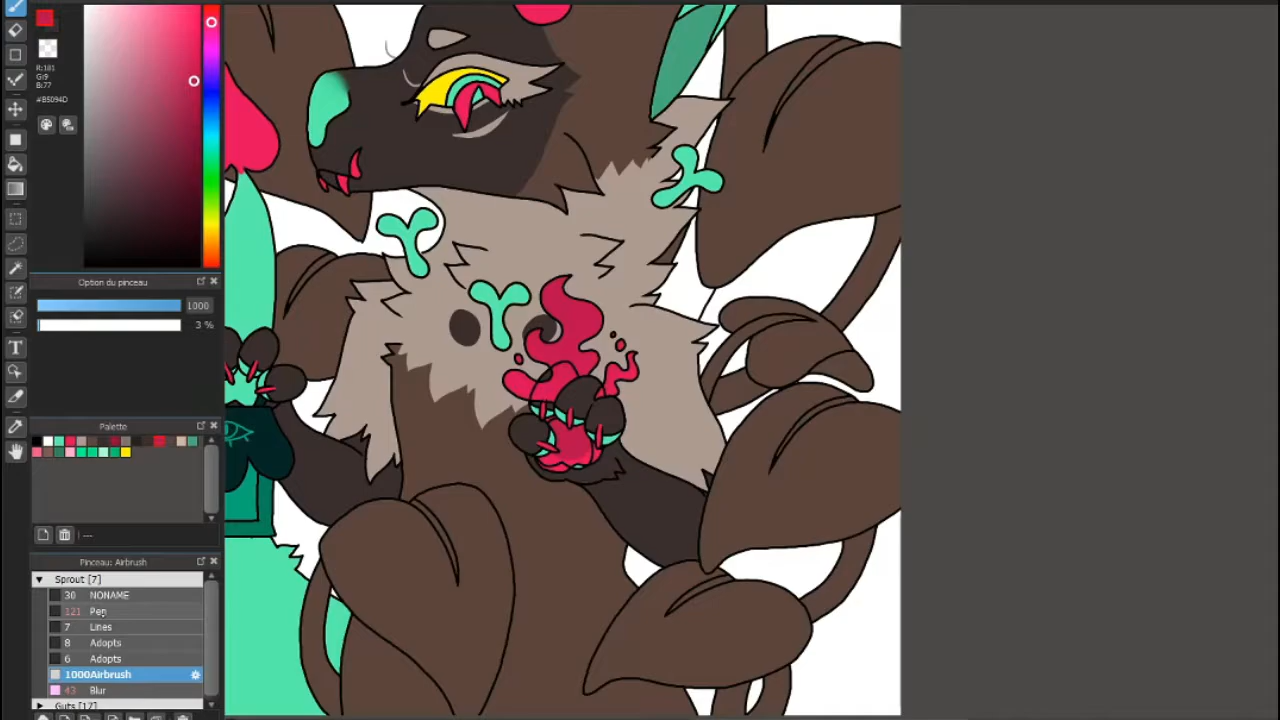 R:181
G:9
B:77
#B5094D
Option du pinceau
1000
3 %
T
Palette
---
Pinceau: Airbrush
Sprout [7]
30 NONAME
121 Pen
7 Lines
8 Adopts
6 Adopts
1000Airbrush
43 Blur
Guts [17]